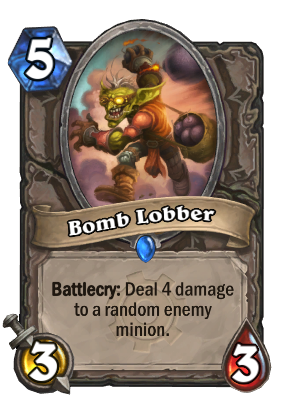 5
Bomb Lobber
Battlecry: Deal 4 damage
to a random enemy
minion.
3
3